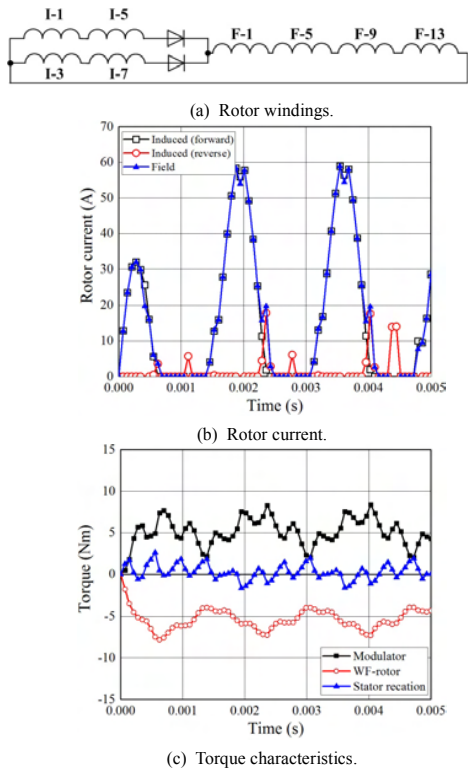 I-1 I-5 F-1 F-5 F-9 F-13
I-3 I-7
(a) Rotor windings.
70
60
50
40
30
20
10
0
Rotor current (A)
Induced (forward)
Induced (reverse)
Field
0.000 0.001 0.002 0.003 0.004 0.005
Time (s)
(b) Rotor current.
15
10
5
0
-5
-10
-15
Torque (Nm)
Modulator
WF-rotor
Stator recation
0.000 0.001 0.002 0.003 0.004 0.005
Time (s)
(c) Torque characteristics.